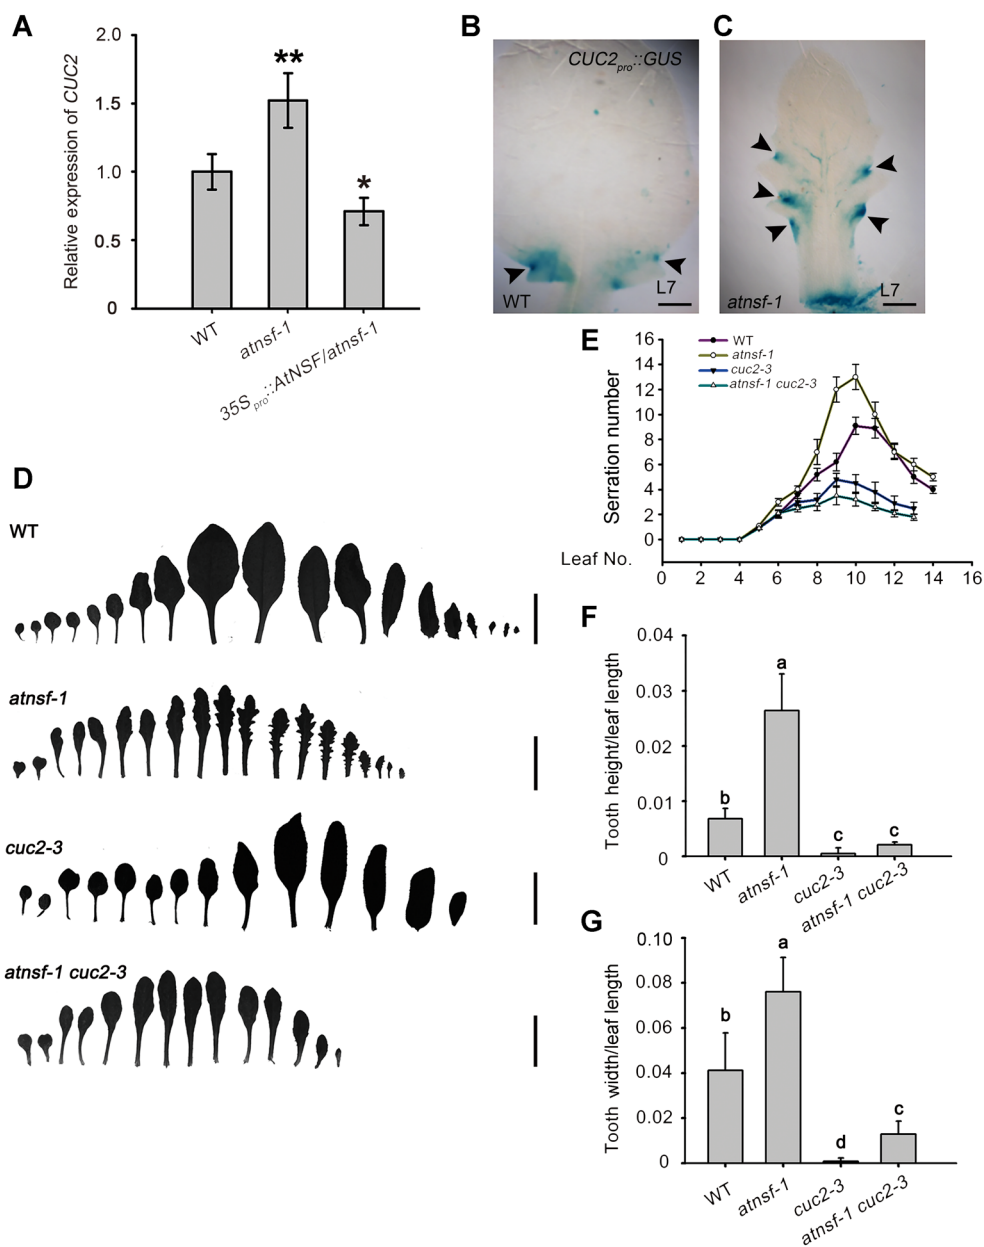 A
Relative expression of CUC2
2.0
1.5
1.0
0.5
0
**
*
WT
atnsf-1
35Spro::AtNSF/atnsf-1
B
CUC2pro::GUS
WT
L7
C
atnsf-1
L7
D
WT
atnsf-1
cuc2-3
atnsf-1 cuc2-3
E
Serration number
16
14
12
10
8
6
4
2
0
WT
atnsf-1
cuc2-3
atnsf-1 cuc2-3
Leaf No.
0 2 4 6 8 10 12 14 16
F
Tooth height/leaf length
0.04
0.03
0.02
0.01
0
b
a
c
c
WT
atnsf-1
cuc2-3
atnsf-1 cuc2-3
G
Tooth width/leaf length
0.10
0.08
0.06
0.04
0.02
0
b
a
d
c
WT
atnsf-1
cuc2-3
atnsf-1 cuc2-3